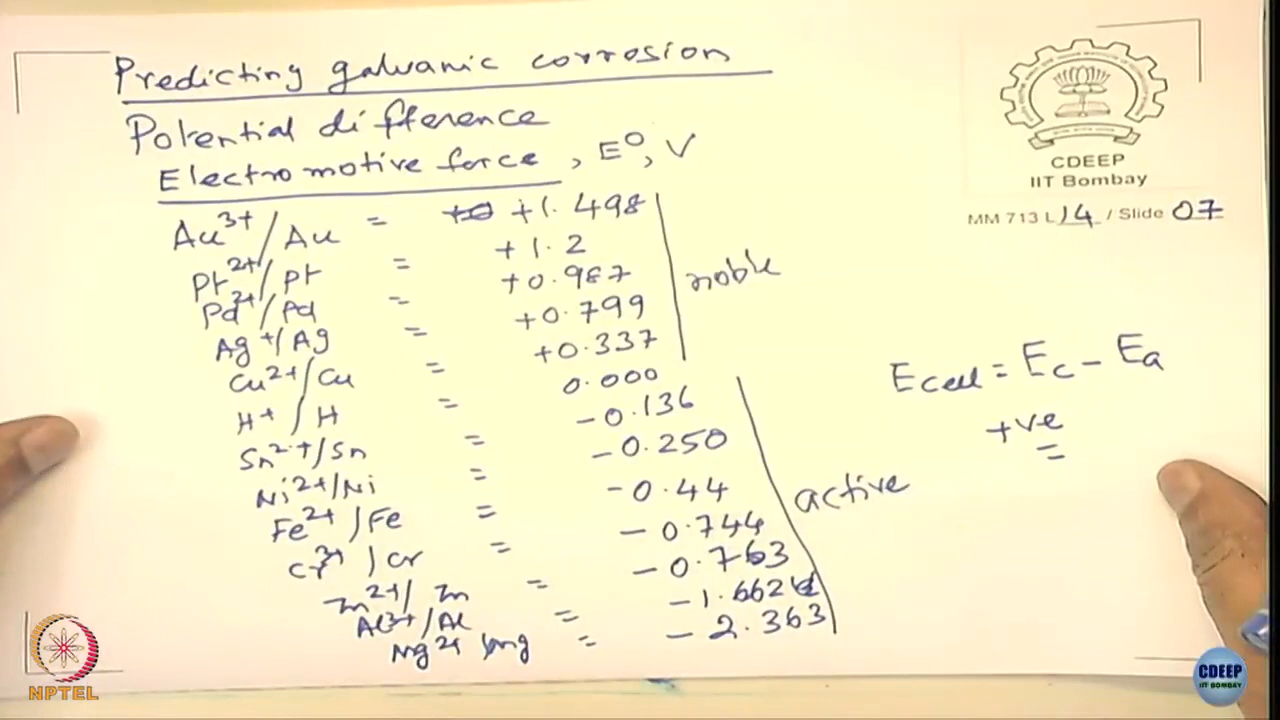 Predicting galvanic corrosion
Potential difference
Electromotive force, E⁰, V
Au³⁺/Au = +1.498
Pt²⁺/Pt = +1.2
Pd²⁺/Pd = +0.987
Ag⁺/Ag = +0.799
Cu²⁺/Cu = +0.337
H⁺/H = 0.000
Sn²⁺/Sn = -0.136
Ni²⁺/Ni = -0.250
Fe²⁺/Fe = -0.44
Cr³⁺/Cr = -0.744
Zn²⁺/Zn = -0.763
Al³⁺/Al = -1.662
Mg²⁺/Mg = -2.363
noble
active
Ecell = Ec - Ea
+ve
CDEEP
IIT Bombay
MM 713 L14 / Slide 07
NPTEL
CDEEP
IIT BOMBAY